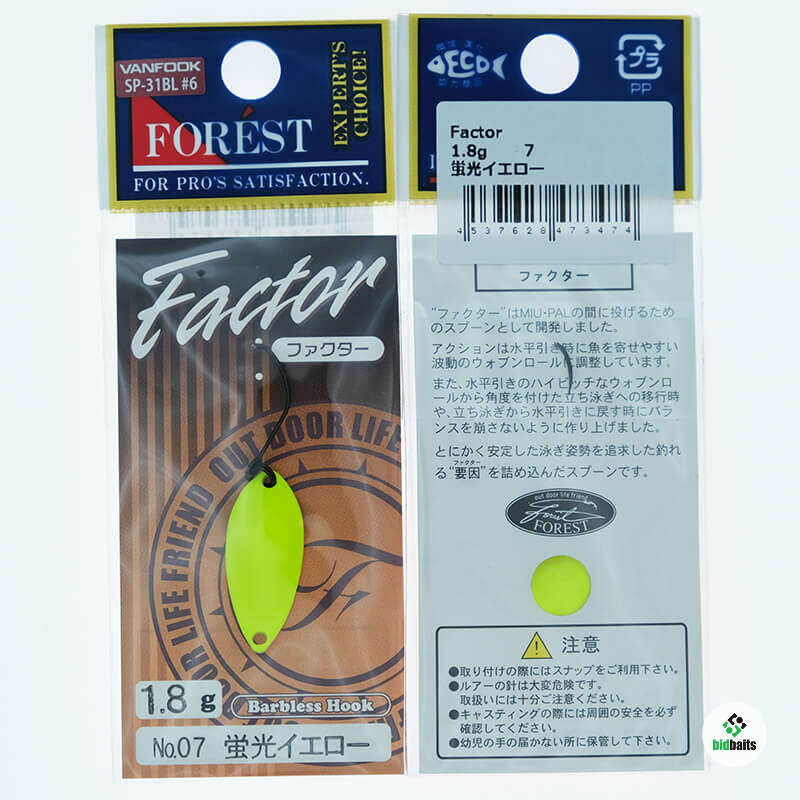 VANFOOK
SP-31BL #6
FORÉST
FOR PRO'S SATISFACTION.
EXPERT'S
CHOICE!
Factor
ファクター
OUT DOOR LIFE FRIEND
1.8 g
Barbless Hook
No.07 蛍光イエロー
ECO
プラ
PP
Factor
1.8g 7
蛍光イエロー
4537628473474
ファクター
"ファクター"はMIU・PALの間に投げるため
のスプーンとして開発しました。
アクションは水平引き時に魚を寄せやすい
波動のウォブンロールに調整しています。
また、水平引きのハイピッチなウォブンロ
ールから角度を付けた立ち泳ぎへの移行時
や、立ち泳ぎから水平引きに戻す時にバラ
ンスを崩さないように作り上げました。
とにかく安定した泳ぎ姿勢を追求した釣れ
ファクター
る"要因"を詰め込んだスプーンです。
out door life friend
Forest
FOREST
注意
●取り付けの際にはスナップをご利用下さい。
●ルアーの針は大変危険です。
取扱いには十分ご注意ください。
●キャスティングの際には周囲の安全を必ず
確認してください。
●幼児の手の届かない所に保管して下さい。
bidbaits